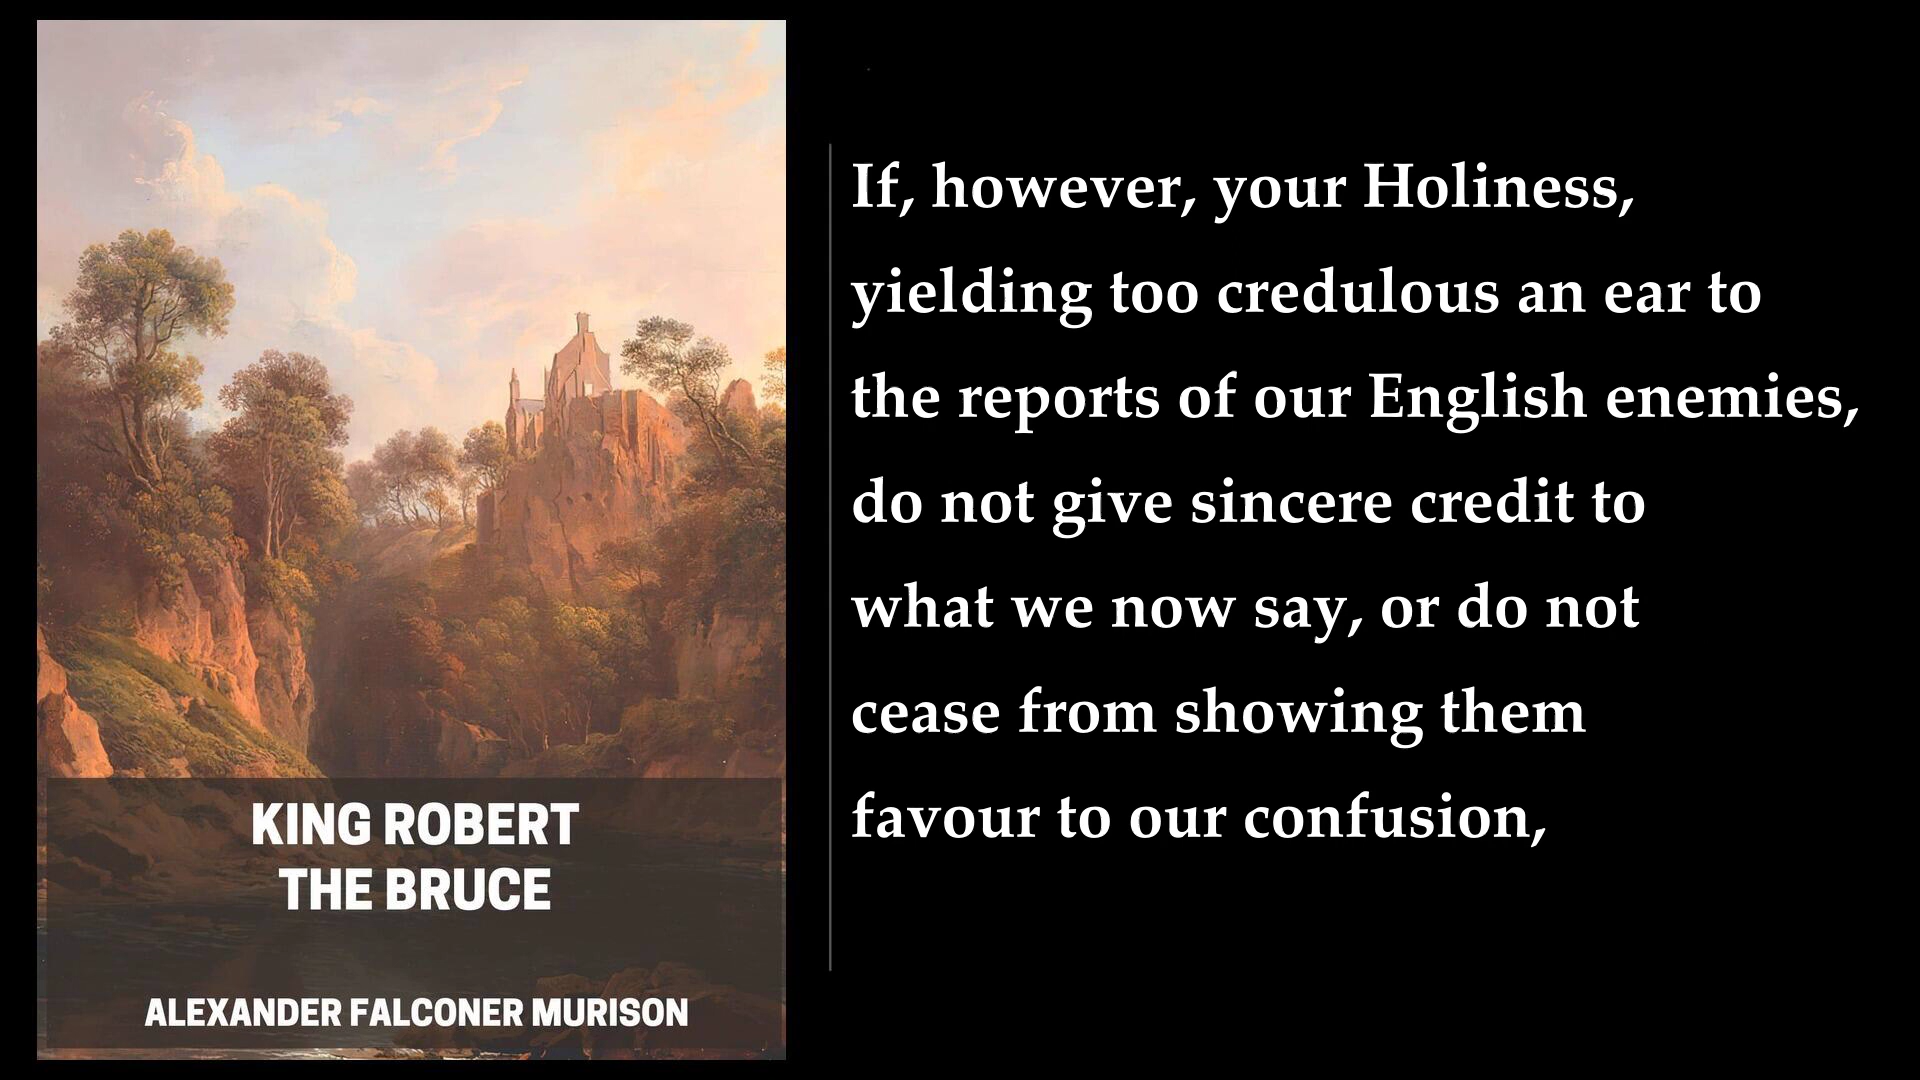 KING ROBERT
THE BRUCE
ALEXANDER FALCONER MURISON
If, however, your Holiness,
yielding too credulous an ear to
the reports of our English enemies,
do not give sincere credit to
what we now say, or do not
cease from showing them
favour to our confusion,